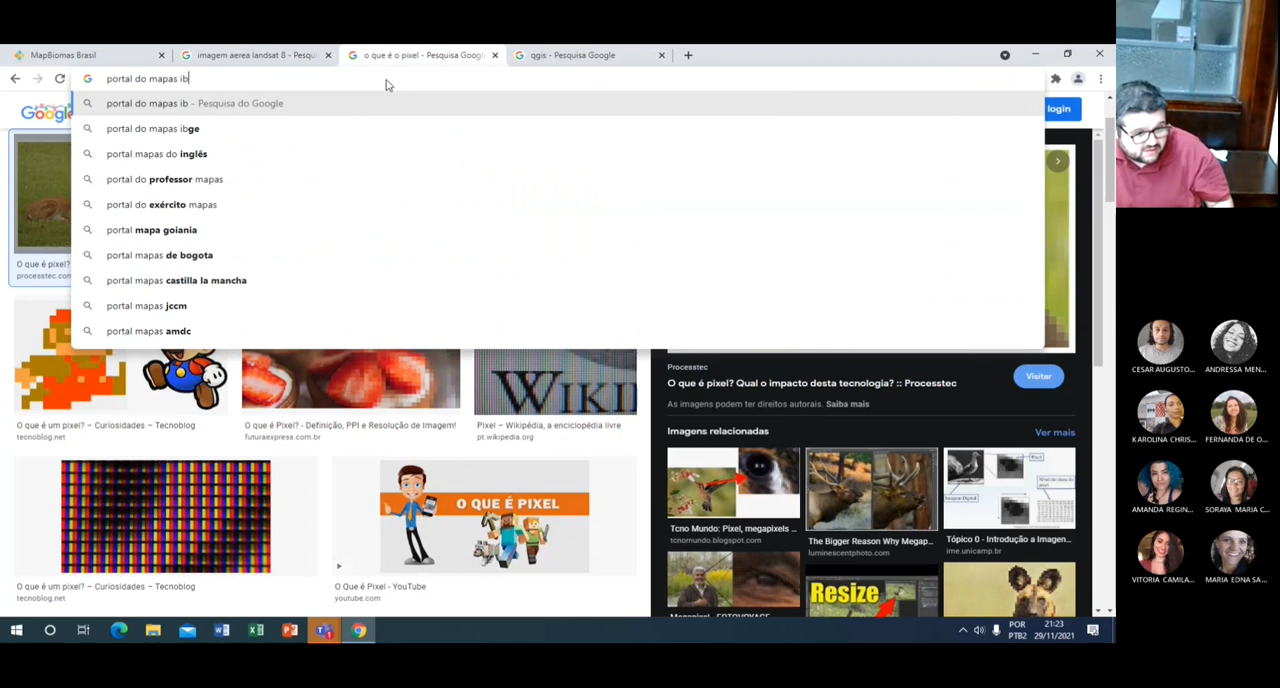 MapBiomas Brasil
imagem aerea landsat 8 - Pesqu
o que é o pixel - Pesquisa Googl
qgis - Pesquisa Google
portal do mapas ib
portal do mapas ib - Pesquisa do Google
portal do mapas ibge
portal mapas do inglês
portal do professor mapas
portal do exército mapas
portal mapa goiania
portal mapas de bogota
portal mapas castilla la mancha
portal mapas jccm
portal mapas amdc
Google
login
O que é pixel?
processtec.com
WIKI
O que é um pixel? – Curiosidades – Tecnoblog
tecnoblog.net
O que é Pixel? - Definição, PPI e Resolução de Imagem!
futuraexpress.com.br
Pixel – Wikipédia, a enciclopédia livre
pt.wikipedia.org
O QUE É PIXEL
O que é um pixel? – Curiosidades – Tecnoblog
tecnoblog.net
O Que É Pixel - YouTube
youtube.com
Processtec
O que é pixel? Qual o impacto desta tecnologia? :: Processtec
Visitar
As imagens podem ter direitos autorais. Saiba mais
Imagens relacionadas
Ver mais
Tcno Mundo: Pixel, megapixels ...
tcnomundo.blogspot.com
The Bigger Reason Why Megap...
luminescentphoto.com
Tópico 0 - Introdução a Imagen...
ime.unicamp.br
Resize
POR
PTB2
21:23
29/11/2021
CESAR AUGUSTO...
ANDRESSA MEN...
KAROLINA CHRIS...
FERNANDA DE O...
AMANDA REGIN...
SORAYA MARIA C...
VITORIA CAMILA...
MARIA EDNA SA...